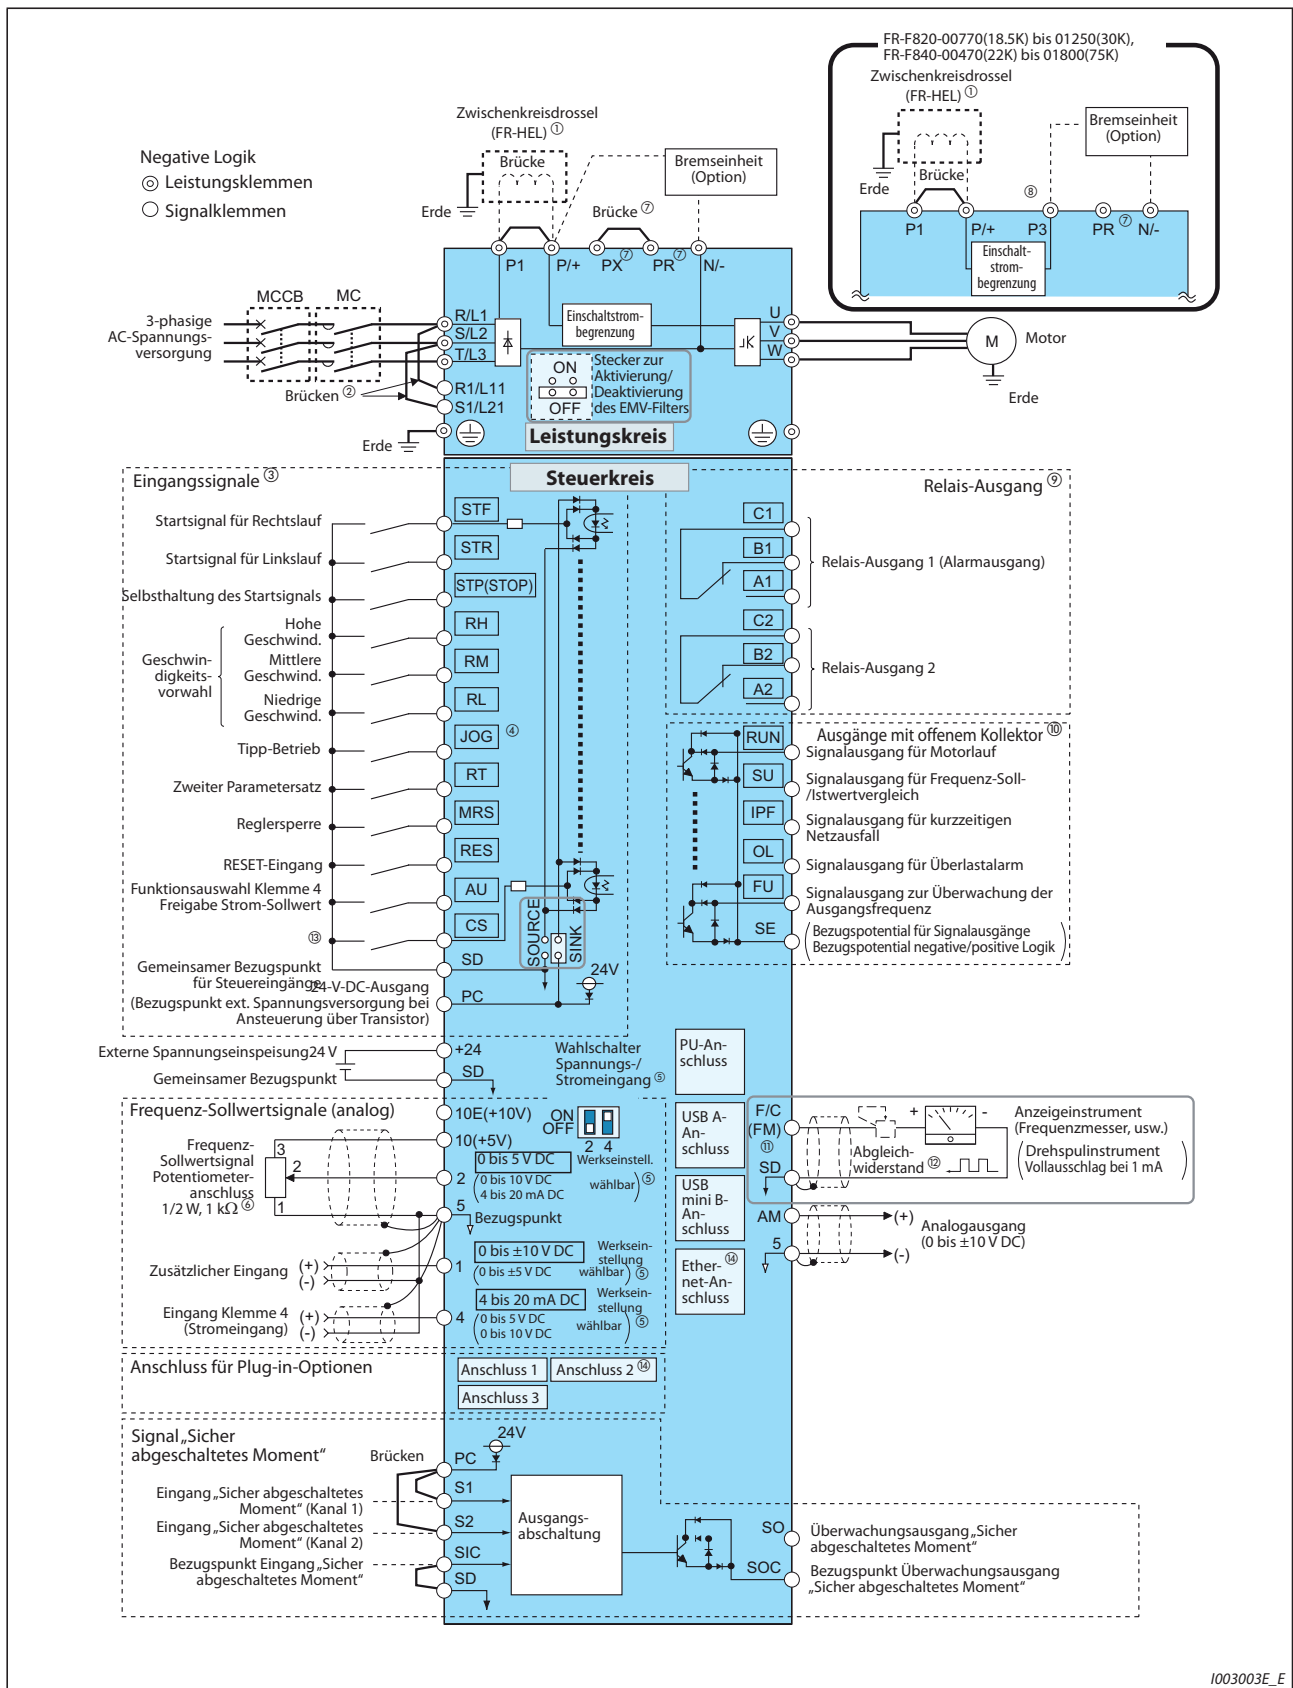 FR-F820-00770(18.5K) bis 01250(30K),
FR-F840-00470(22K) bis 01800(75K)
Zwischenkreisdrossel
(FR-HEL) ①
Bremseinheit
(Option)
Brücke
Erde
⑧
P1
P/+
P3
PR ⑦
N/-
Einschalt-
strom-
begrenzung
Negative Logik
Leistungsklemmen
Signalklemmen
Zwischenkreisdrossel
(FR-HEL) ①
Brücke
Bremseinheit
(Option)
Erde
Brücke ⑦
P1
P/+
PX ⑦
PR ⑦
N/-
MCCB
MC
3-phasige
AC-Spannungs-
versorgung
R/L1
S/L2
T/L3
R1/L11
S1/L21
Brücken ②
Einschaltstrom-
begrenzung
ON
OFF
Stecker zur
Aktivierung/
Deaktivierung
des EMV-Filters
U
V
W
M
Motor
Erde
Erde
Leistungskreis
Steuerkreis
Eingangssignale ③
Startsignal für Rechtslauf
STF
Startsignal für Linkslauf
STR
Selbsthaltung des Startsignals
STP(STOP)
Geschwin-
digkeits-
vorwahl
Hohe
Geschwind.
RH
Mittlere
Geschwind.
RM
Niedrige
Geschwind.
RL
Tipp-Betrieb
JOG ④
Zweiter Parametersatz
RT
Reglersperre
MRS
RESET-Eingang
RES
Funktionsauswahl Klemme 4
Freigabe Strom-Sollwert
AU
⑬
CS
SOURCE
SINK
Gemeinsamer Bezugspunkt
für Steuereingänge
SD
24-V-DC-Ausgang
(Bezugspunkt ext. Spannungsversorgung bei
Ansteuerung über Transistor)
PC
24V
Relais-Ausgang ⑨
C1
B1
A1
Relais-Ausgang 1 (Alarmausgang)
C2
B2
A2
Relais-Ausgang 2
Ausgänge mit offenem Kollektor ⑩
RUN
Signalausgang für Motorlauf
SU
Signalausgang für Frequenz-Soll-
/Istwertvergleich
IPF
Signalausgang für kurzzeitigen
Netzausfall
OL
Signalausgang für Überlastalarm
FU
Signalausgang zur Überwachung der
Ausgangsfrequenz
SE
(Bezugspotential für Signalausgänge
Bezugspotential negative/positive Logik)
Externe Spannungseinspeisung24 V
+24
Gemeinsamer Bezugspunkt
SD
Wahlschalter
Spannungs-/
Stromeingang ⑤
PU-An-
schluss
USB A-
An-
schluss
USB
mini B-
An-
schluss
Ether- ⑭
net-An-
schluss
Frequenz-Sollwertsignale (analog)
10E(+10V)
ON
OFF
2 4
10(+5V)
Frequenz-
Sollwertsignal
Potentiometer-
anschluss
1/2 W, 1 kΩ ⑥
3
2
1
2
0 bis 5 V DC
Werkseinstell.
(0 bis 10 V DC
4 bis 20 mA DC
wählbar) ⑤
5
Bezugspunkt
Zusätzlicher Eingang
(+)
(-)
1
0 bis ±10 V DC
Werksein-
stellung
(0 bis ±5 V DC
wählbar) ⑤
Eingang Klemme 4
(Stromeingang)
(+)
(-)
4
4 bis 20 mA DC
Werksein-
stellung
(0 bis 5 V DC
0 bis 10 V DC
wählbar) ⑤
F/C
(FM)
⑪
SD
+
-
Abgleich-
widerstand ⑫
Anzeigeinstrument
(Frequenzmesser, usw.)
(Drehspulinstrument
Vollausschlag bei 1 mA)
AM
5
(+)
(-)
Analogausgang
(0 bis ±10 V DC)
Anschluss für Plug-in-Optionen
Anschluss 1
Anschluss 2 ⑭
Anschluss 3
Signal „Sicher
abgeschaltetes Moment“
Brücken
PC
24V
Eingang „Sicher abgeschaltetes
Moment“ (Kanal 1)
S1
Eingang „Sicher abgeschaltetes
Moment“ (Kanal 2)
S2
Bezugspunkt Eingang „Sicher
abgeschaltetes Moment“
SIC
SD
Ausgangs-
abschaltung
SO
Überwachungsausgang „Sicher
abgeschaltetes Moment“
SOC
Bezugspunkt Überwachungsausgang
„Sicher abgeschaltetes Moment“
I003003E_E